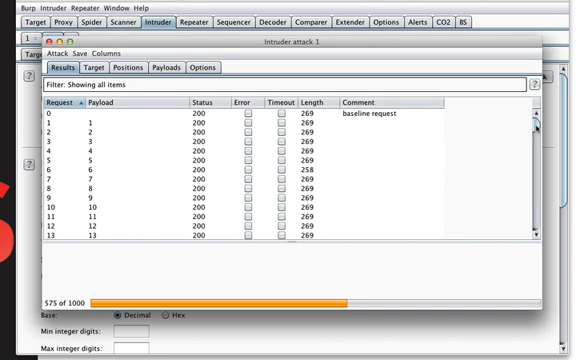 Burp Intruder Repeater Window Help
Target Proxy Spider Scanner Intruder Repeater Sequencer Decoder Comparer Extender Options Alerts CO2 BS
1
Intruder attack 1
Attack Save Columns
Results Target Positions Payloads Options
Filter: Showing all items
?
Request Payload Status Error Timeout Length Comment
0 200 269 baseline request
1 1 200 269
2 2 200 269
3 3 200 269
4 4 200 269
5 5 200 269
6 6 200 258
7 7 200 269
8 8 200 269
9 9 200 269
10 10 200 269
11 11 200 269
12 12 200 269
13 13 200 269
575 of 1000
Base: Decimal Hex
Min integer digits:
Max integer digits: